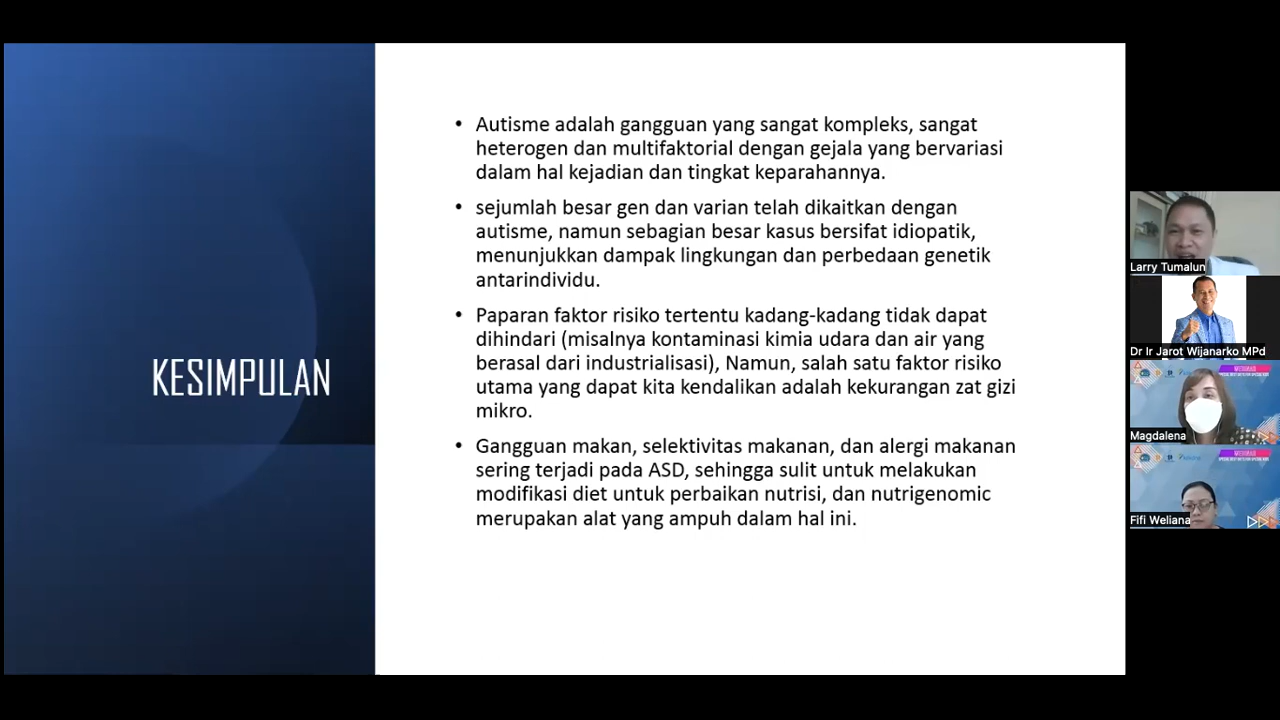 KESIMPULAN
• Autisme adalah gangguan yang sangat kompleks, sangat
heterogen dan multifaktorial dengan gejala yang bervariasi
dalam hal kejadian dan tingkat keparahannya.
• sejumlah besar gen dan varian telah dikaitkan dengan
autisme, namun sebagian besar kasus bersifat idiopatik,
menunjukkan dampak lingkungan dan perbedaan genetik
antarindividu.
• Paparan faktor risiko tertentu kadang-kadang tidak dapat
dihindari (misalnya kontaminasi kimia udara dan air yang
berasal dari industrialisasi), Namun, salah satu faktor risiko
utama yang dapat kita kendalikan adalah kekurangan zat gizi
mikro.
• Gangguan makan, selektivitas makanan, dan alergi makanan
sering terjadi pada ASD, sehingga sulit untuk melakukan
modifikasi diet untuk perbaikan nutrisi, dan nutrigenomic
merupakan alat yang ampuh dalam hal ini.
Larry Tumalun
Dr Ir Jarot Wijanarko MPd
Magdalena
Fifi Weliana